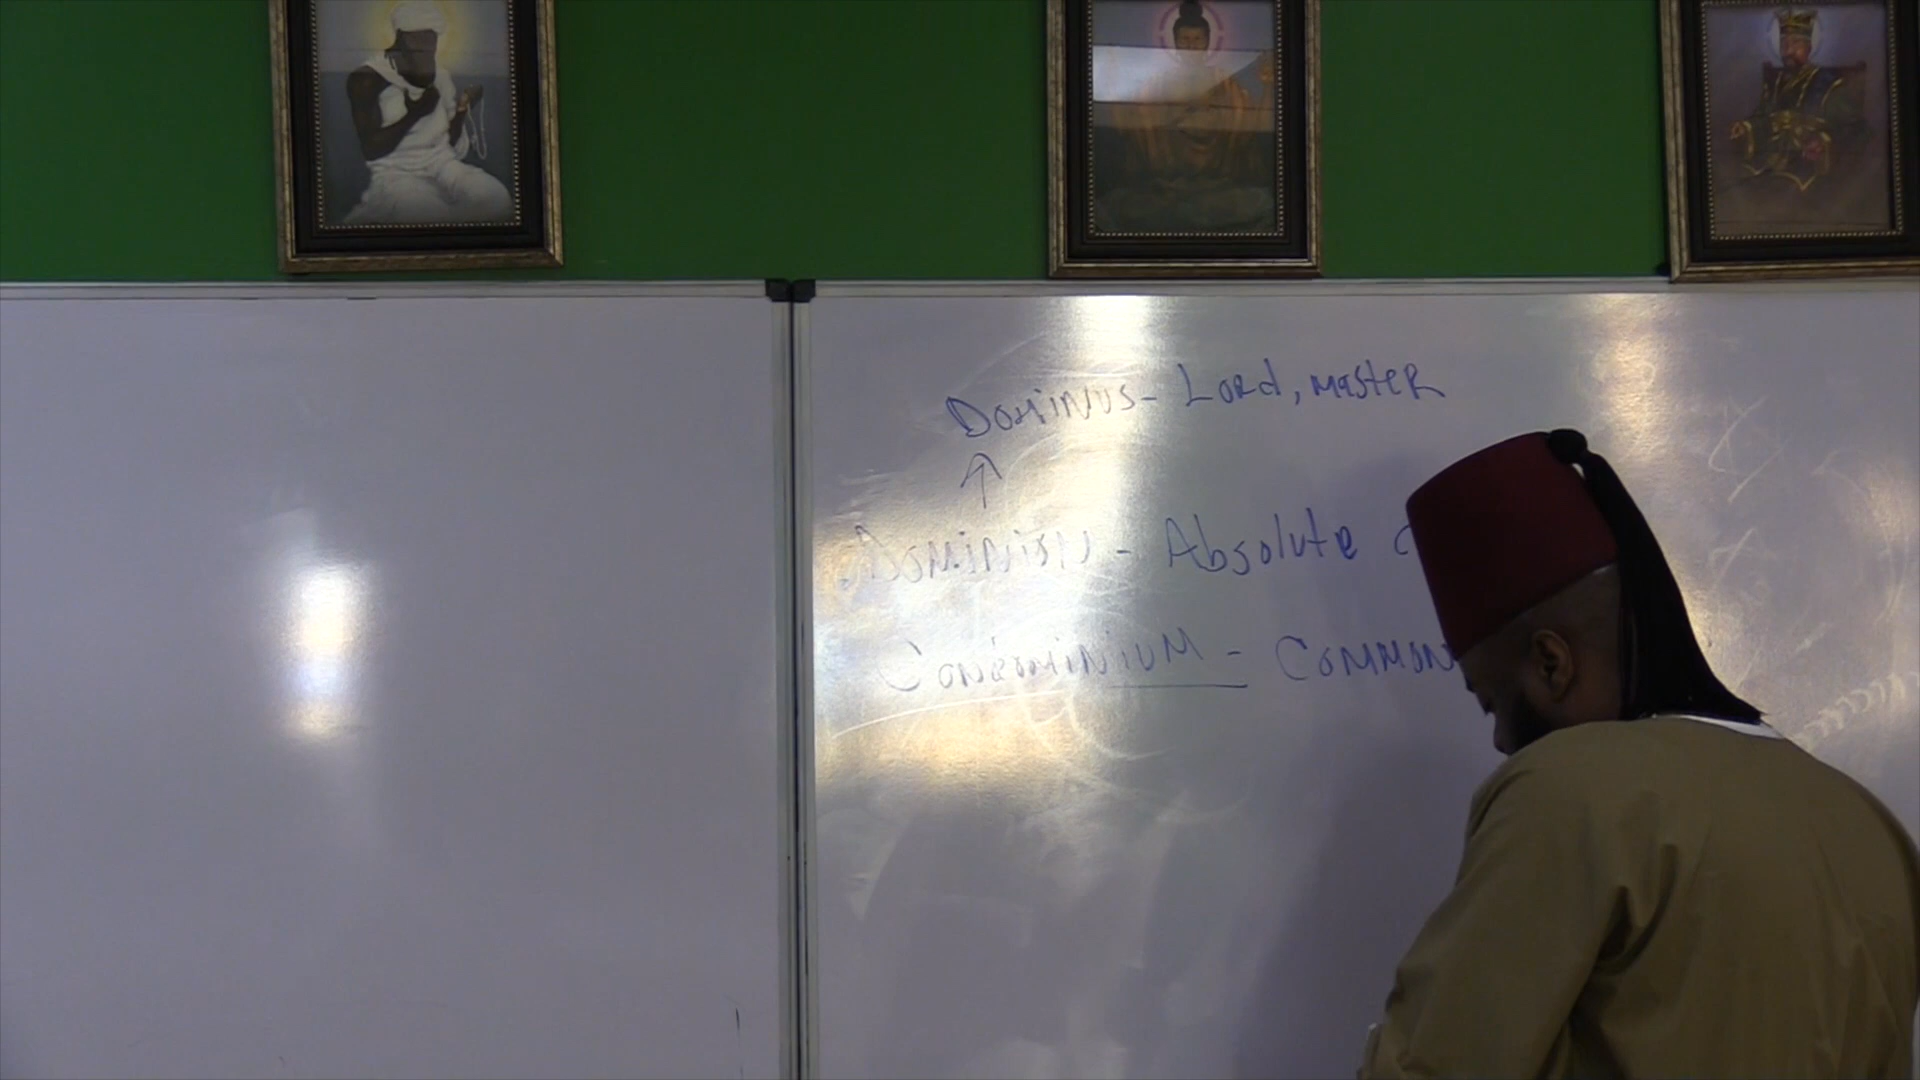 Dominus - Lord, master
Dominion - Absolute
Condominium - Common